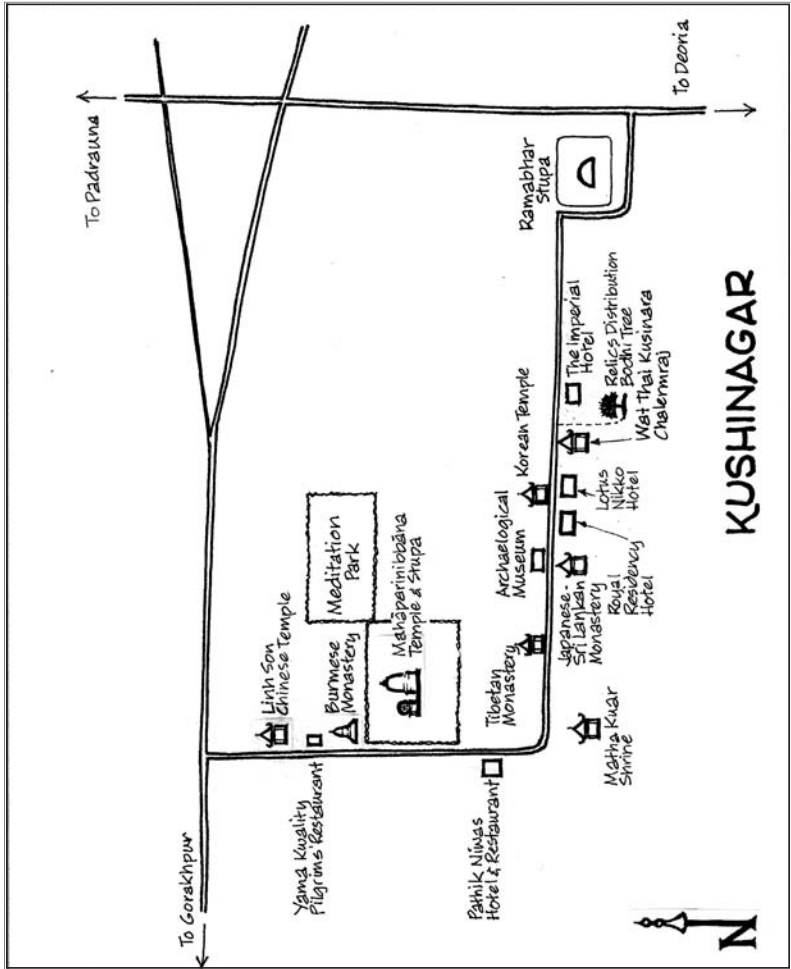 To Padrauna
To Deoria
To Gorakhpur
Ramabhar
Stupa
Linh Son
Chinese Temple
Yama Kwality
Pilgrims' Restaurant
Burmese
Monastery
Meditation
Park
Mahāparinibbāna
Temple & Stupa
Pathik Niwas
Hotel & Restaurant
Tibetan
Monastery
Archaelogical
Museum
Korean Temple
Matha Kuar
Shrine
Japanese-
Sri Lankan
Monastery
Royal
Residency
Hotel
Lotus
Nikko
Hotel
The Imperial
Hotel
Relics Distribution
Bodhi Tree
Wat Thai Kusinara
Chalermraj
KUSHINAGAR
N